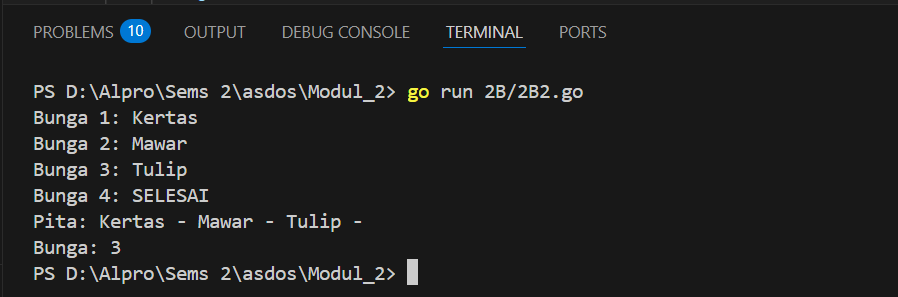 PROBLEMS 10 OUTPUT DEBUG CONSOLE TERMINAL PORTS
PS D:\Alpro\Sems 2\asdos\Modul_2> go run 2B/2B2.go
Bunga 1: Kertas
Bunga 2: Mawar
Bunga 3: Tulip
Bunga 4: SELESAI
Pita: Kertas - Mawar - Tulip -
Bunga: 3
PS D:\Alpro\Sems 2\asdos\Modul_2>